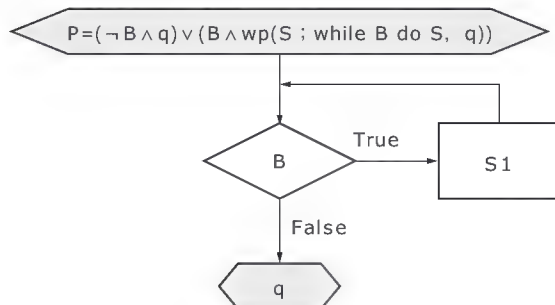 P=(¬B∧q)∨(B∧wp(S ; while B do S, q))
B
True
S1
False
q